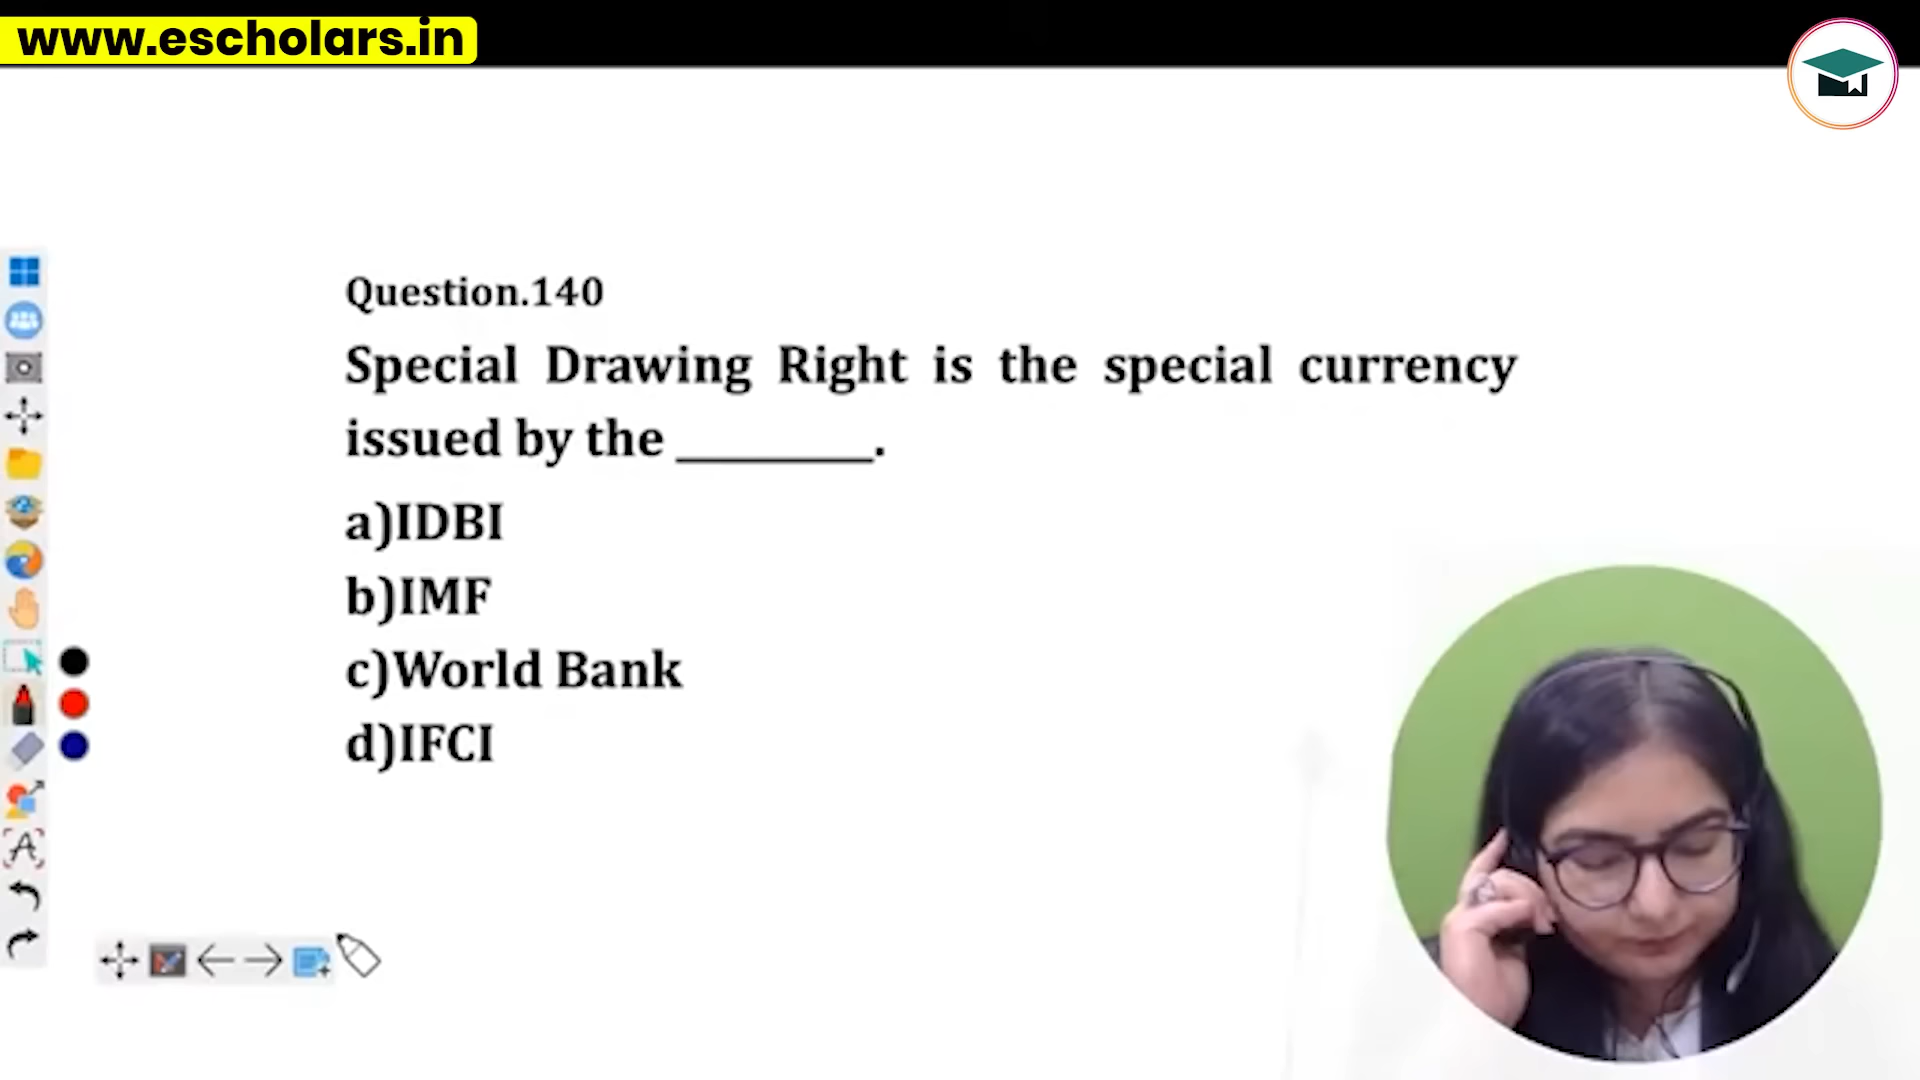 www.escholars.in
Question.140
Special Drawing Right is the special currency
issued by the ________.
a)IDBI
b)IMF
c)World Bank
d)IFCI